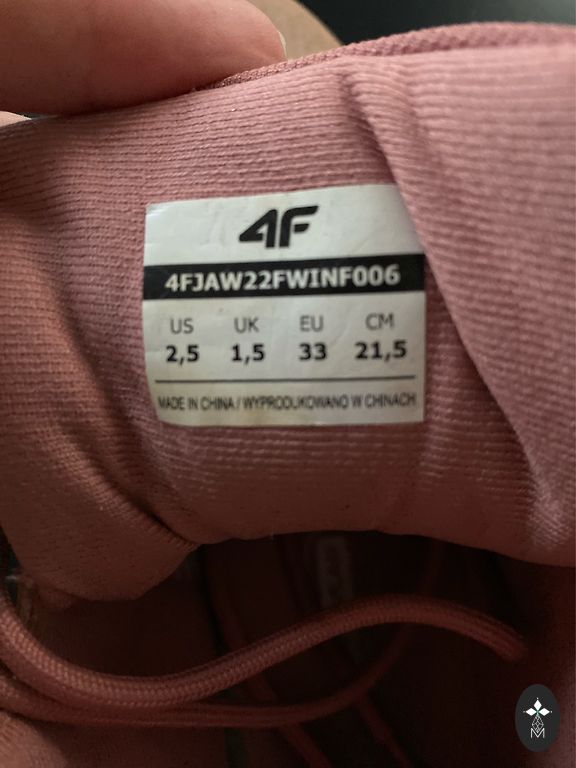 4F
4FJAW22FWINF006
US UK EU CM
2,5 1,5 33 21,5
MADE IN CHINA / WYPRODUKOWANO W CHINACH